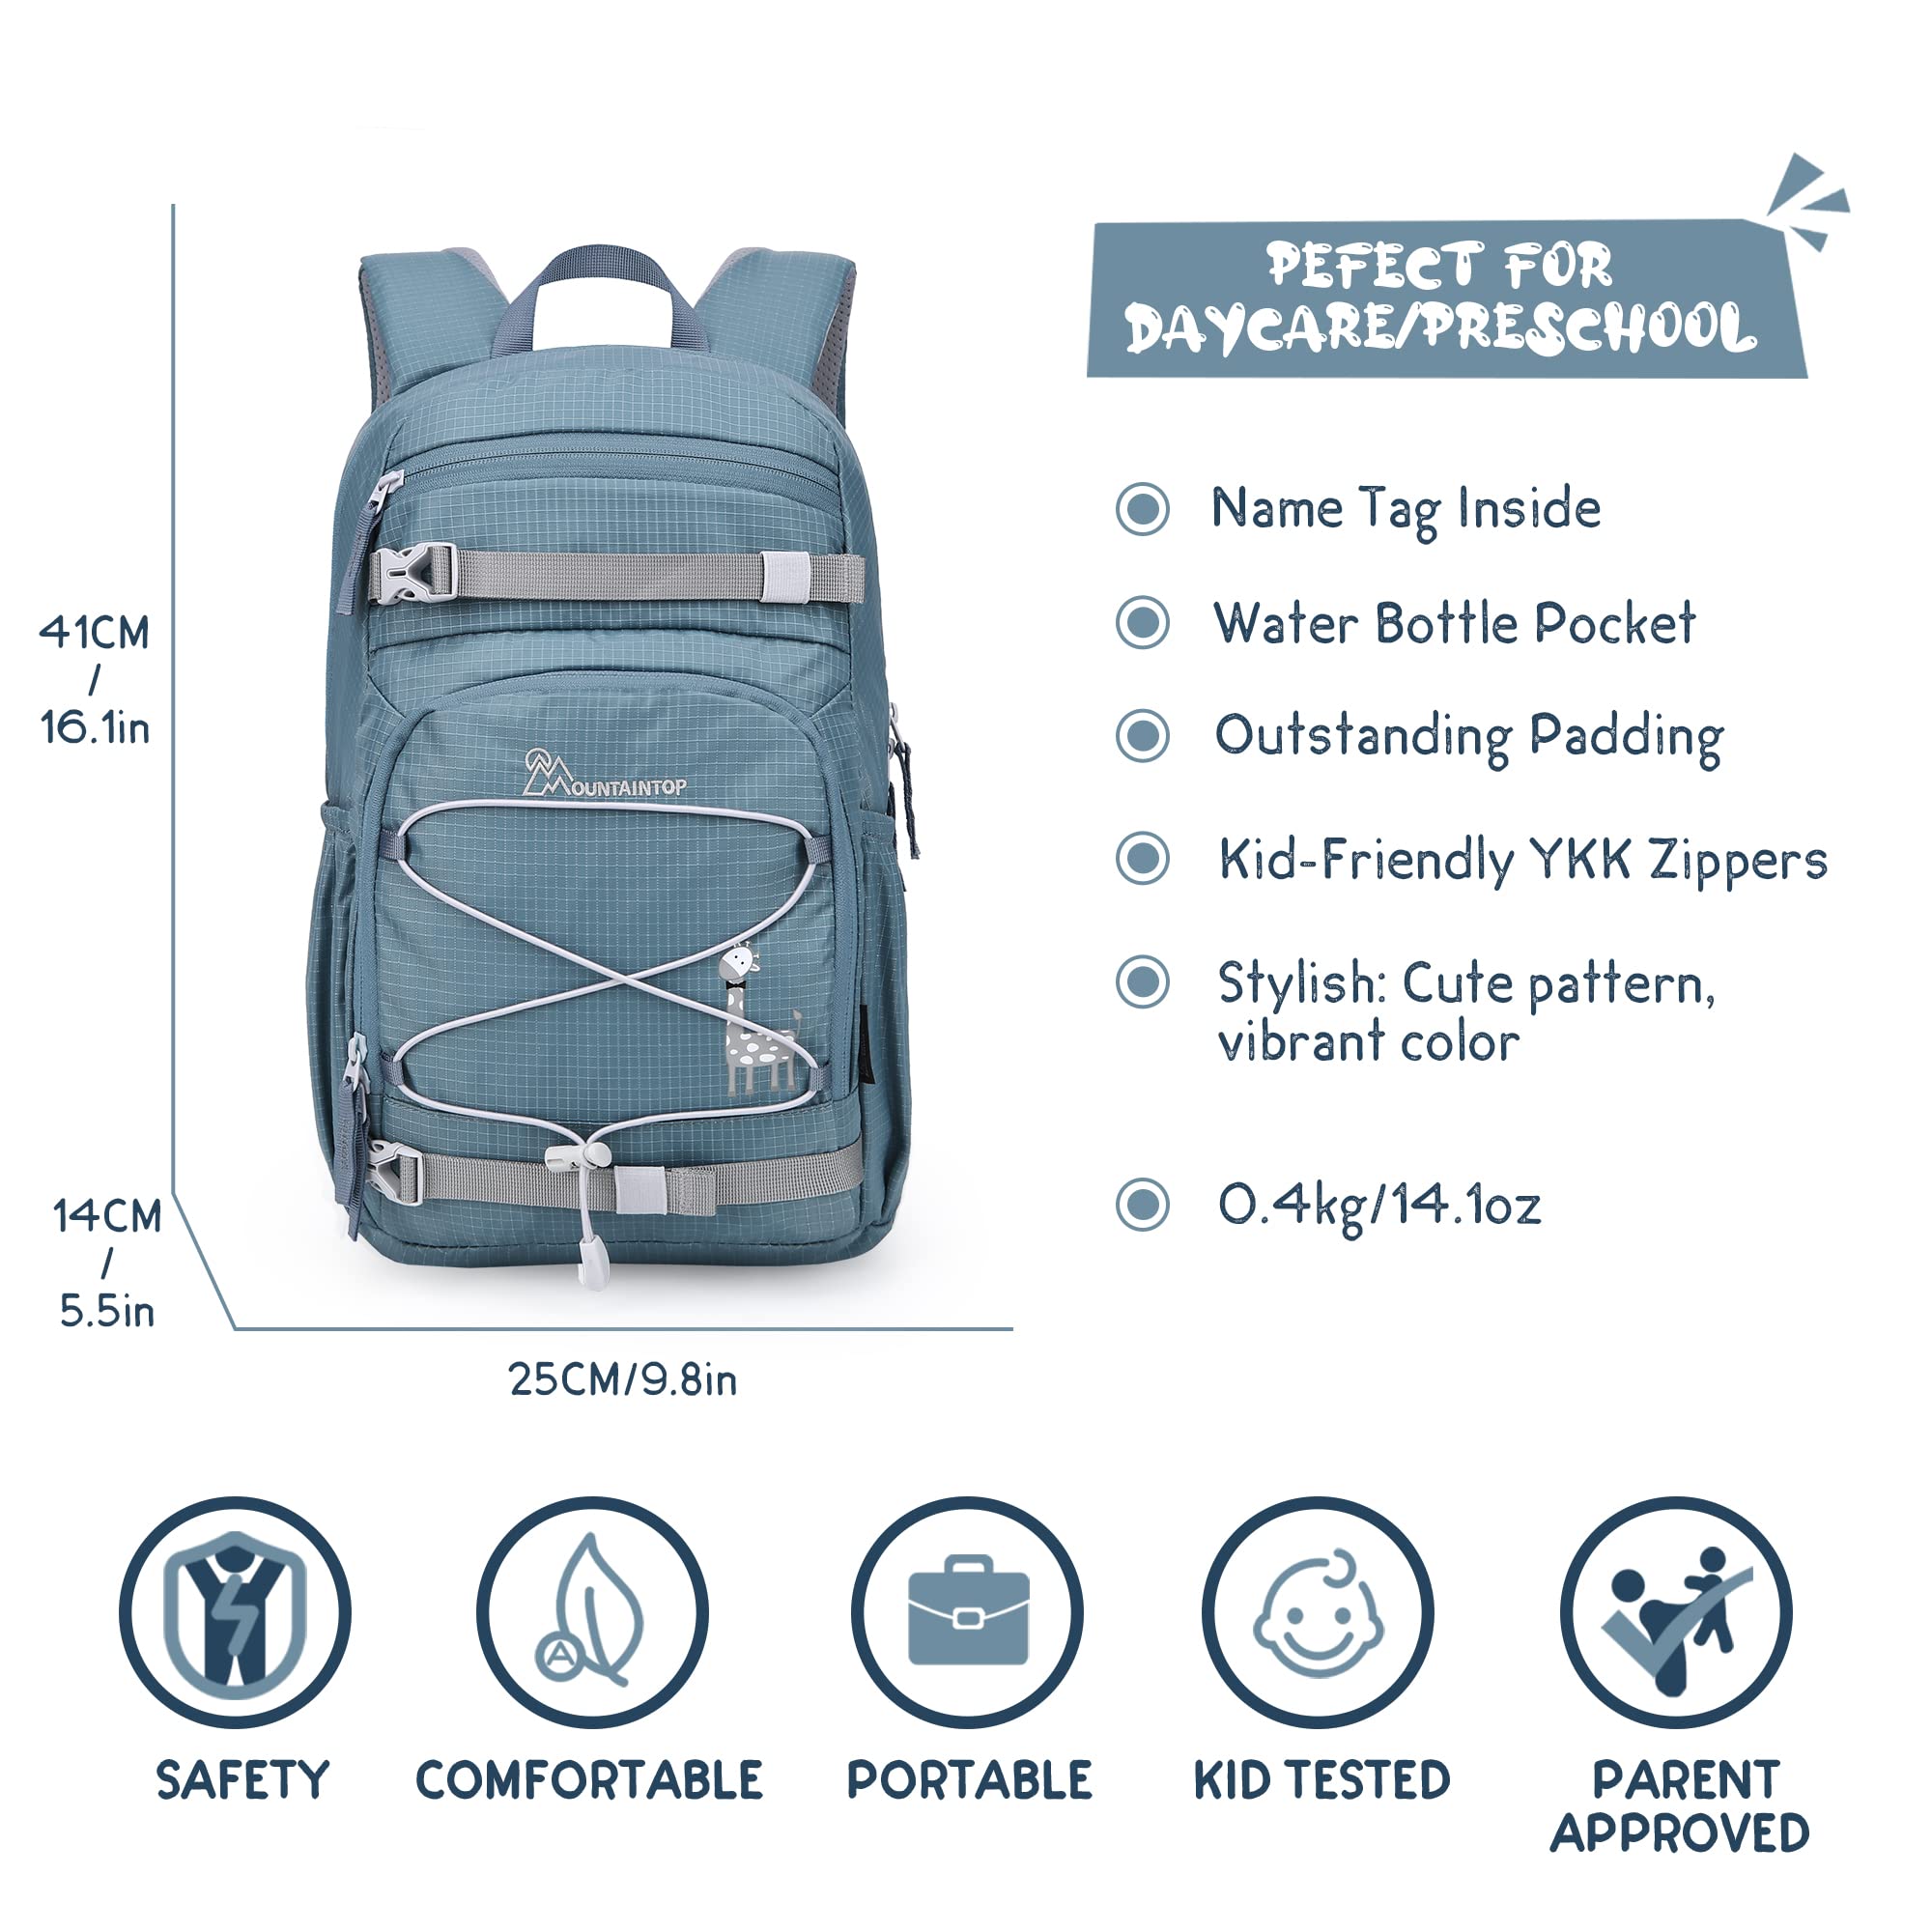 PEFECT FOR
DAYCARE/PRESCHOOL
Name Tag Inside
Water Bottle Pocket
Outstanding Padding
Kid-Friendly YKK Zippers
Stylish: Cute pattern,
vibrant color
0.4kg/14.1oz
41CM
/
16.1in
14CM
/
5.5in
25CM/9.8in
MOUNTAINTOP
A
SAFETY
COMFORTABLE
PORTABLE
KID TESTED
PARENT
APPROVED